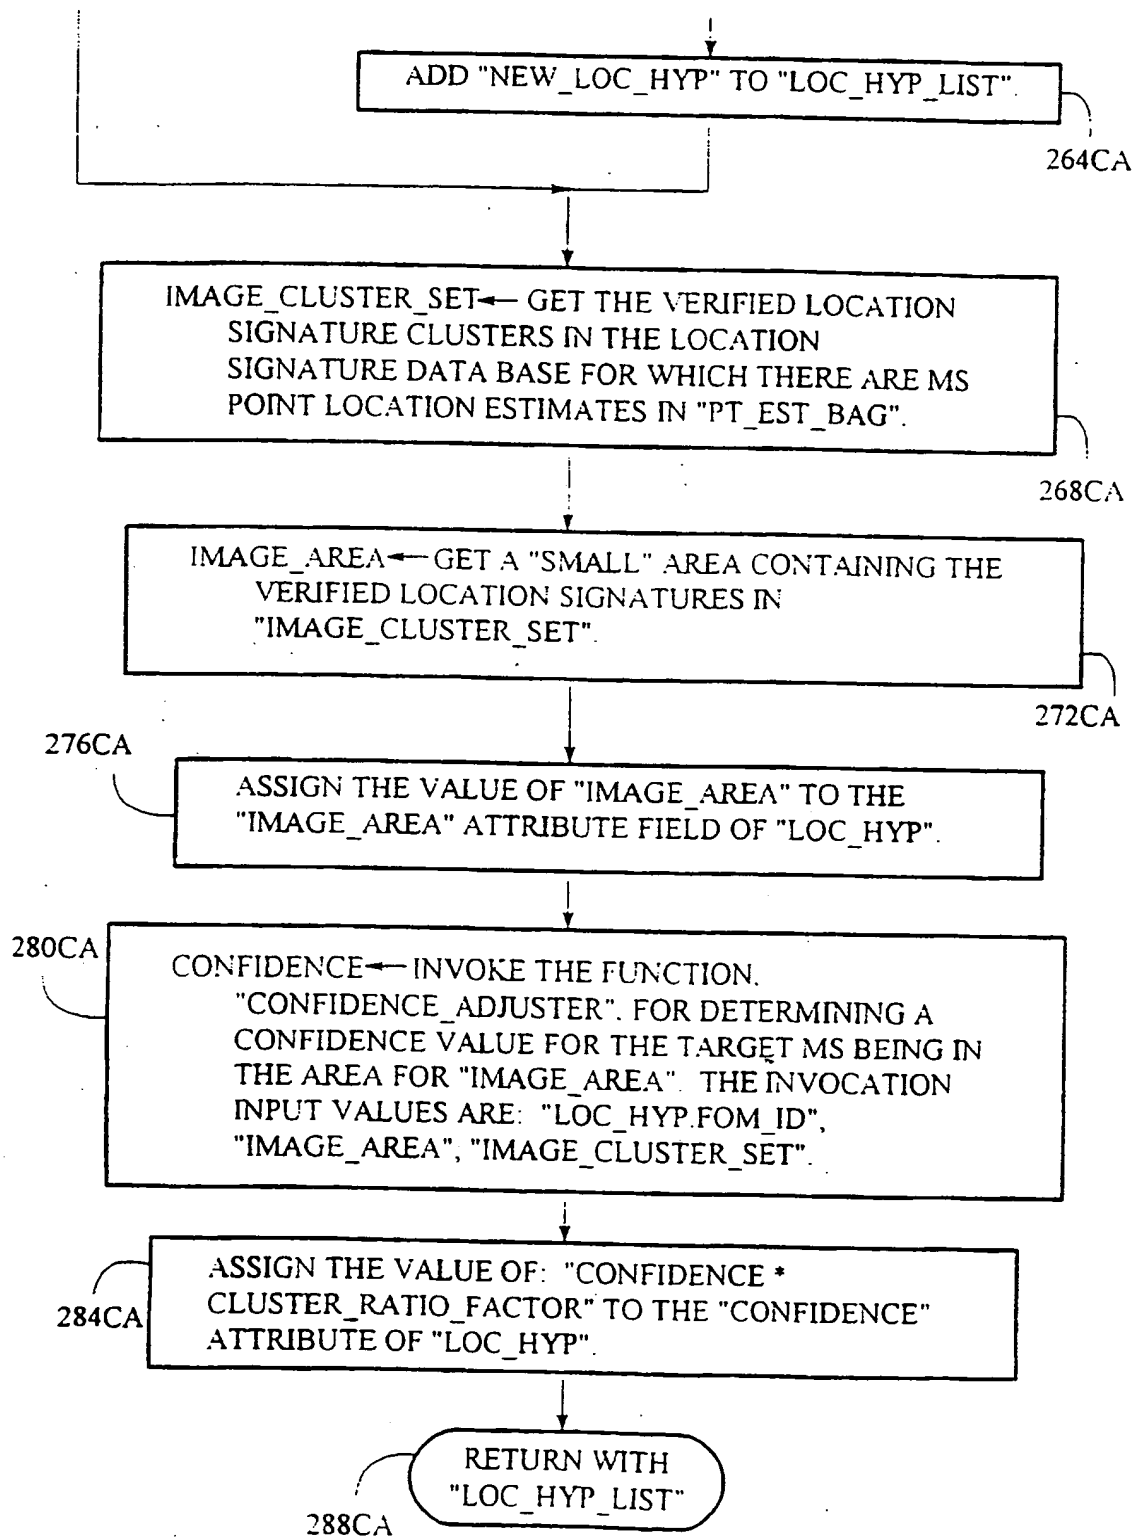 ADD "NEW_LOC_HYP" TO "LOC_HYP_LIST".
264CA
IMAGE_CLUSTER_SET← GET THE VERIFIED LOCATION
SIGNATURE CLUSTERS IN THE LOCATION
SIGNATURE DATA BASE FOR WHICH THERE ARE MS
POINT LOCATION ESTIMATES IN "PT_EST_BAG".
268CA
IMAGE_AREA← GET A "SMALL" AREA CONTAINING THE
VERIFIED LOCATION SIGNATURES IN
"IMAGE_CLUSTER_SET".
272CA
276CA
ASSIGN THE VALUE OF "IMAGE_AREA" TO THE
"IMAGE_AREA" ATTRIBUTE FIELD OF "LOC_HYP".
280CA
CONFIDENCE← INVOKE THE FUNCTION.
"CONFIDENCE_ADJUSTER". FOR DETERMINING A
CONFIDENCE VALUE FOR THE TARGET MS BEING IN
THE AREA FOR "IMAGE_AREA". THE INVOCATION
INPUT VALUES ARE: "LOC_HYP.FOM_ID",
"IMAGE_AREA", "IMAGE_CLUSTER_SET".
ASSIGN THE VALUE OF: "CONFIDENCE *
CLUSTER_RATIO_FACTOR" TO THE "CONFIDENCE"
ATTRIBUTE OF "LOC_HYP".
284CA
RETURN WITH
"LOC_HYP_LIST"
288CA